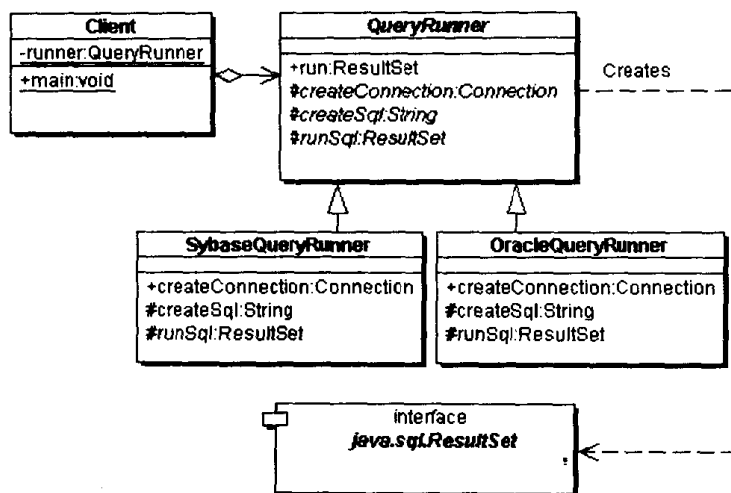 Client
-runner:QueryRunner
+main:void
QueryRunner
+run:ResultSet
#createConnection:Connection
#createSql:String
#runSql:ResultSet
Creates
SybaseQueryRunner
+createConnection:Connection
#createSql:String
#runSql:ResultSet
OracleQueryRunner
+createConnection:Connection
#createSql:String
#runSql:ResultSet
interface
java.sql.ResultSet